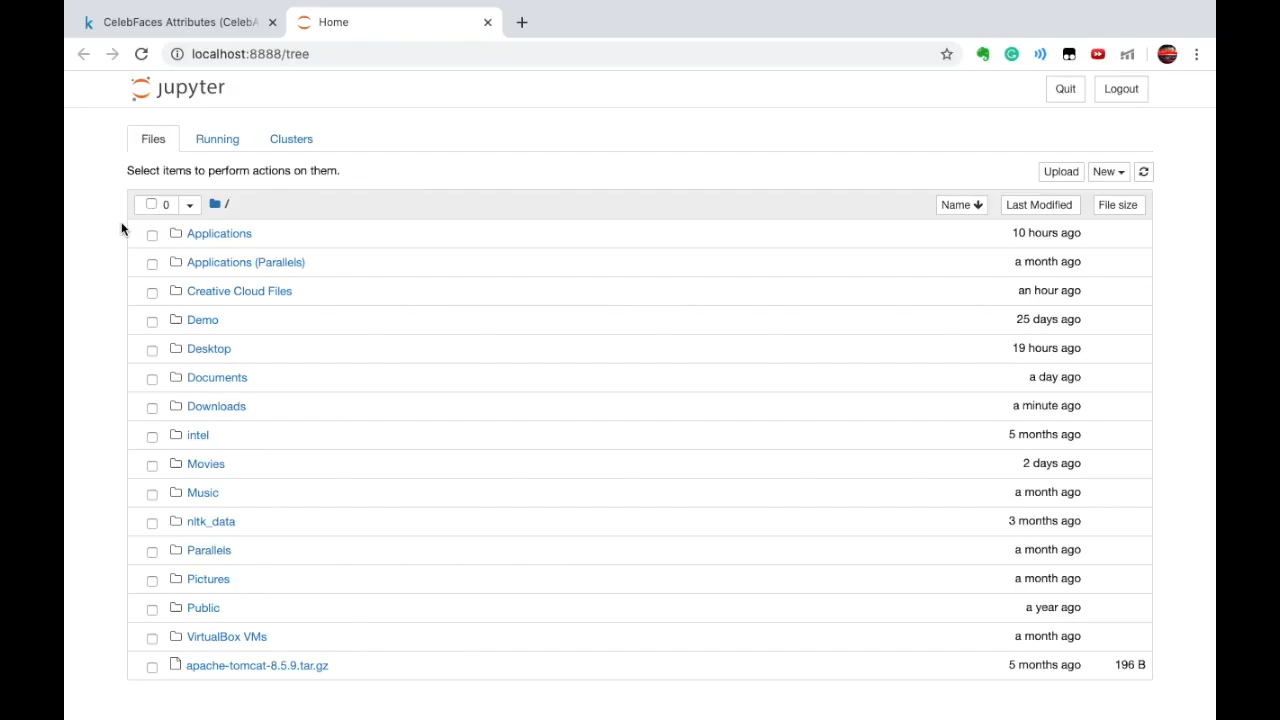 k CelebFaces Attributes (CelebA
Home
localhost:8888/tree
jupyter
Quit Logout
Files Running Clusters
Select items to perform actions on them.
Upload New
0 /
Name Last Modified File size
Applications 10 hours ago
Applications (Parallels) a month ago
Creative Cloud Files an hour ago
Demo 25 days ago
Desktop 19 hours ago
Documents a day ago
Downloads a minute ago
intel 5 months ago
Movies 2 days ago
Music a month ago
nltk_data 3 months ago
Parallels a month ago
Pictures a month ago
Public a year ago
VirtualBox VMs a month ago
apache-tomcat-8.5.9.tar.gz 5 months ago 196 B